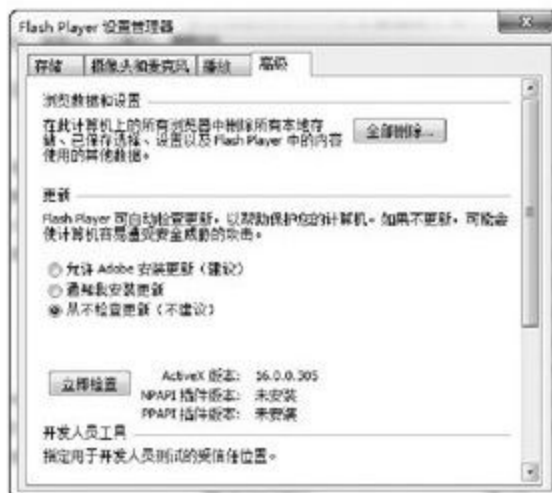 Flash Player 设置管理器
存储 摄像头和麦克风 播放 高级
浏览数据和设置
在此计算机上的所有浏览器中删除所有本地存
储、已保存选择、设置以及 Flash Player 中的内容
使用的其他数据。
全部删除...
更新
Flash Player 可自动检查更新，以帮助保护您的计算机。如果不更新，可能会
使计算机容易遭受安全威胁的攻击。
允许 Adobe 安装更新（建议）
通知我安装更新
从不检查更新（不建议）
立即检查
ActiveX 版本： 16.0.0.305
NPAPI 插件版本： 未安装
PPAPI 插件版本： 未安装
开发人员工具
指定用于开发人员测试的受信任位置。